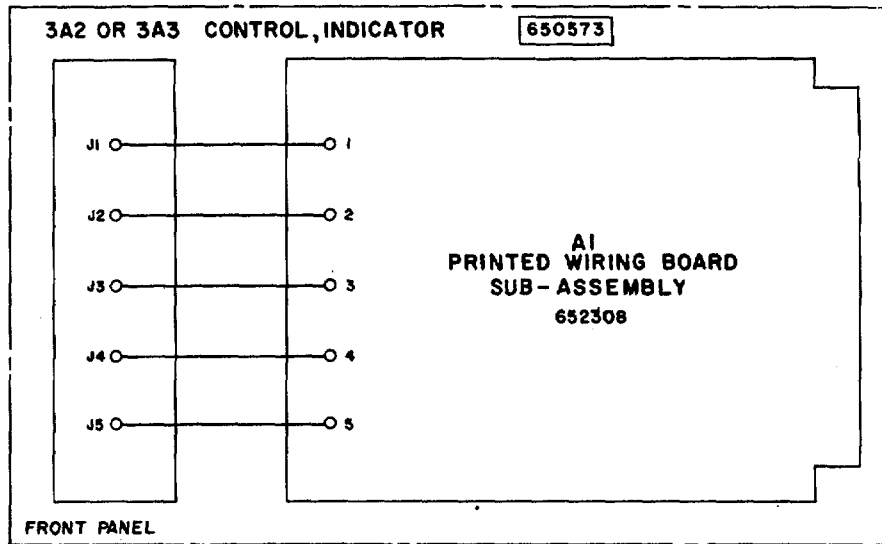 3A2 OR 3A3 CONTROL, INDICATOR 650573
J1 1
J2 2
J3 3
J4 4
J5 5
A1
PRINTED WIRING BOARD
SUB-ASSEMBLY
652308
FRONT PANEL